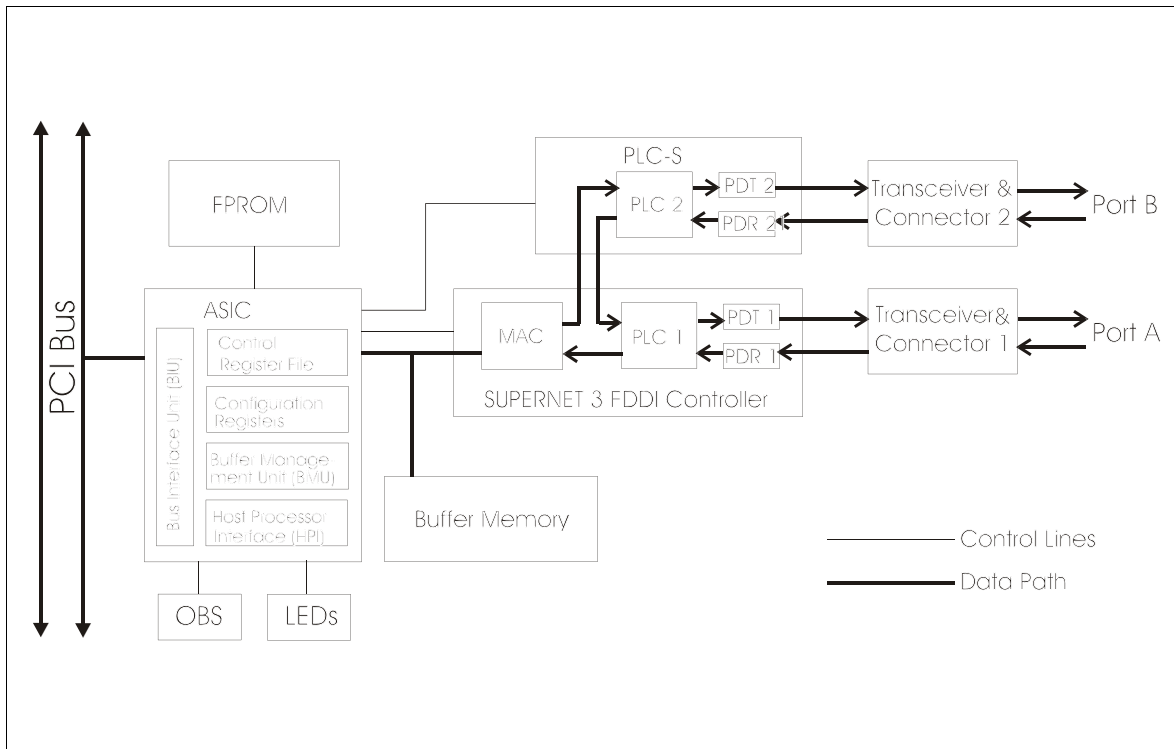 PCI Bus
FPROM
ASIC
Bus Interface Unit (BIU)
Control
Register File
Configuration
Registers
Buffer Manage
ment Unit (BMU)
Host Processor
Interface (HPI)
OBS
LEDs
Buffer Memory
PLC-S
PLC 2
PDT 2
PDR 21
Transceiver &
Connector 2
Port B
MAC
PLC 1
PDT 1
PDR 1
SUPERNET 3 FDDI Controller
Transceiver&
Connector 1
Port A
Control Lines
Data Path